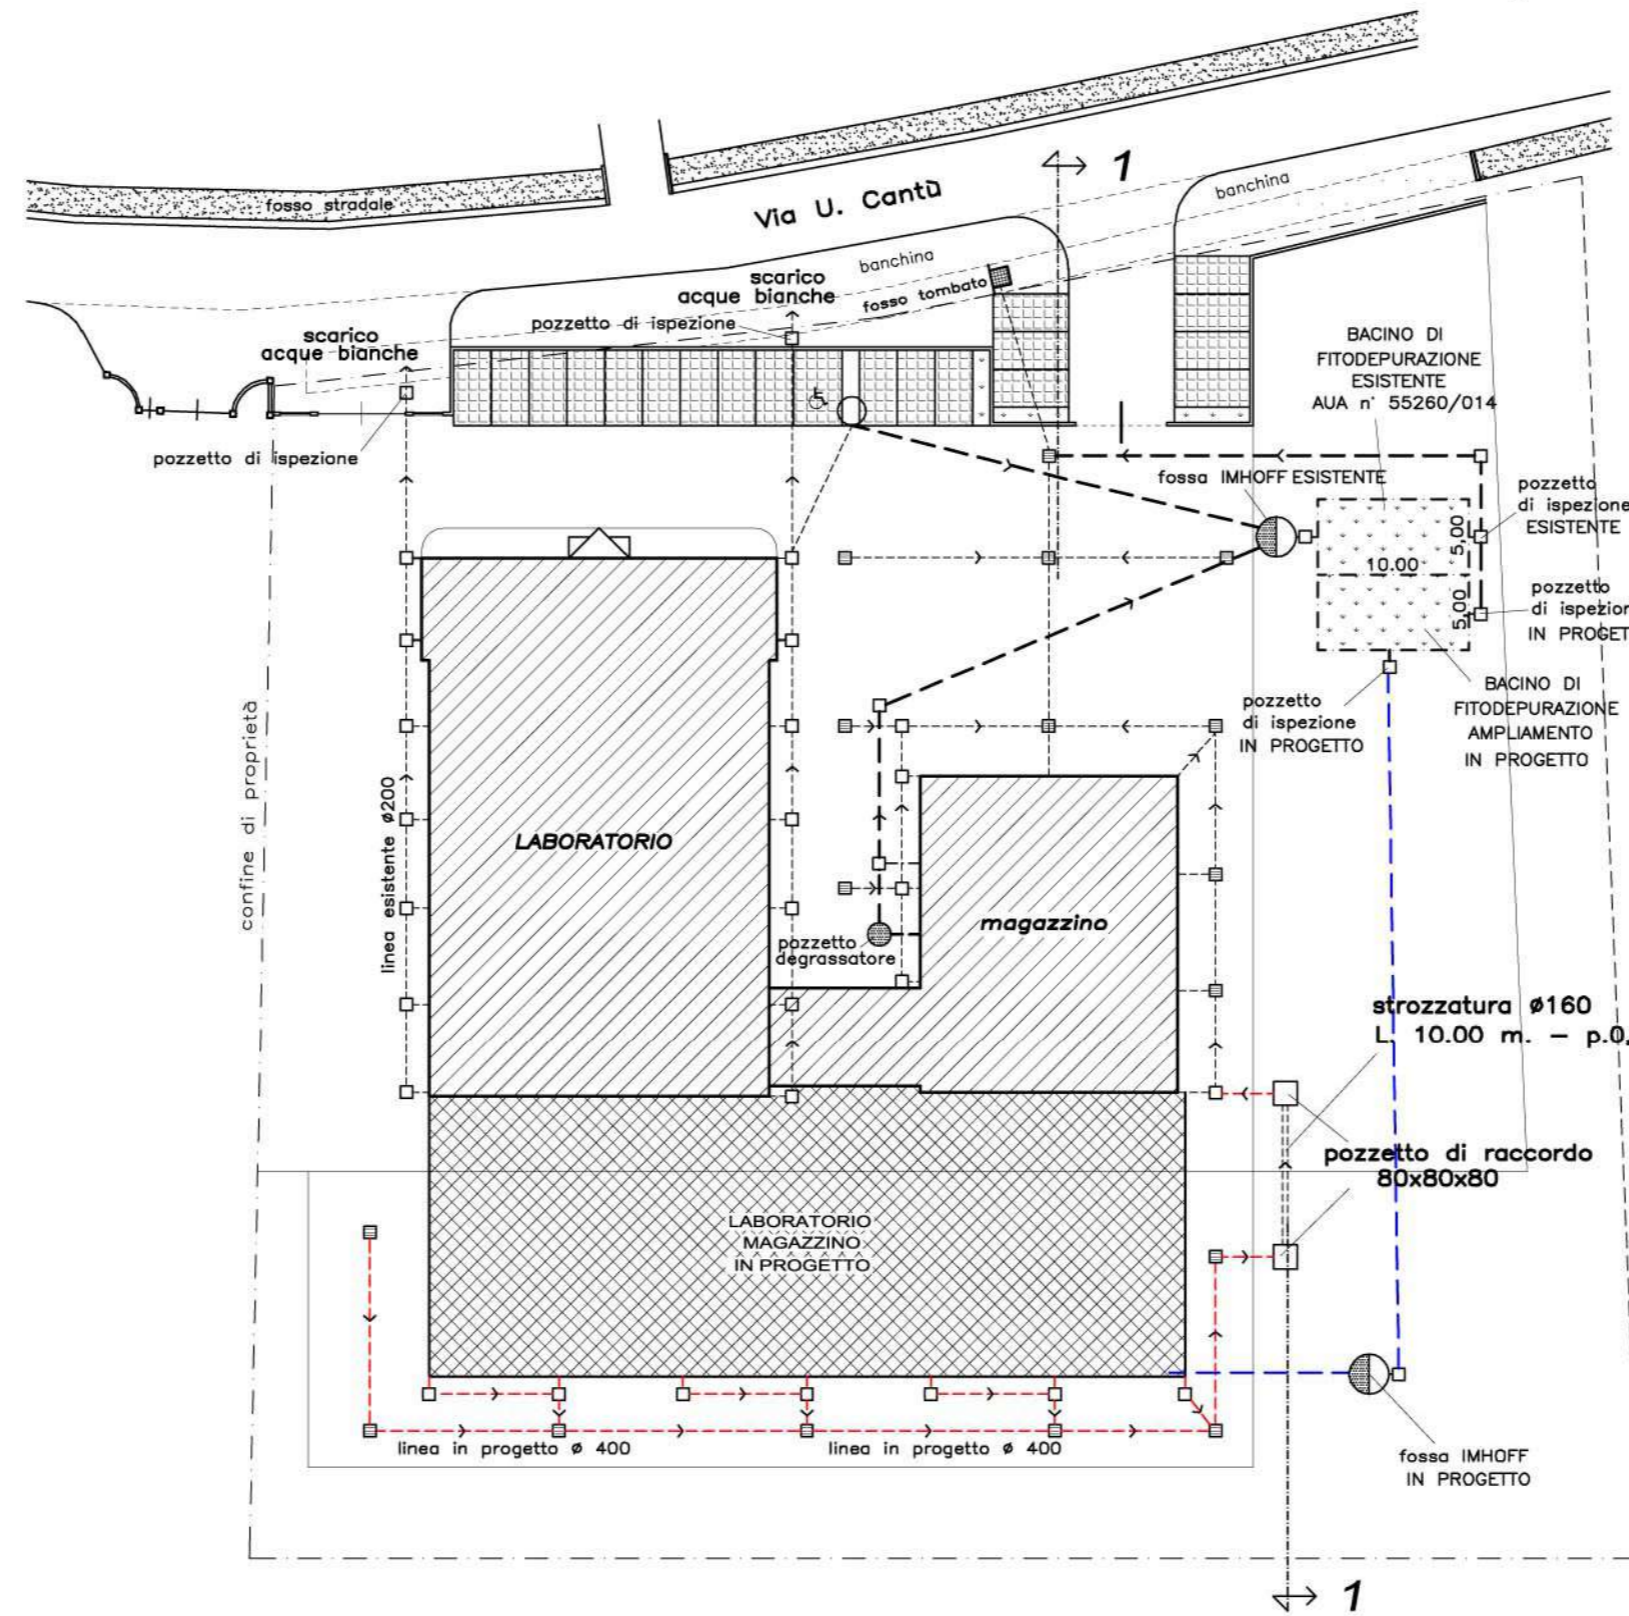 1
banchina
fosso stradale
Via U. Cantù
banchina
scarico
acque bianche
fosso tombato
pozzetto di ispezione
scarico
acque bianche
pozzetto di ispezione
BACINO DI
FITODEPURAZIONE
ESISTENTE
AUA n° 55260/014
fossa IMHOFF ESISTENTE
pozzetto
di ispezione
ESISTENTE
5,00
10.00
5,00
pozzetto
di ispezion
IN PROGET
BACINO DI
FITODEPURAZIONE
AMPLIAMENTO
IN PROGETTO
pozzetto
di ispezione
IN PROGETTO
confine di proprietà
linea esistente ø200
LABORATORIO
magazzino
pozzetto
degrassatore
strozzatura ø160
L. 10.00 m. – p.0.
pozzetto di raccordo
80x80x80
LABORATORIO
MAGAZZINO
IN PROGETTO
linea in progetto ø 400
linea in progetto ø 400
fossa IMHOFF
IN PROGETTO
1